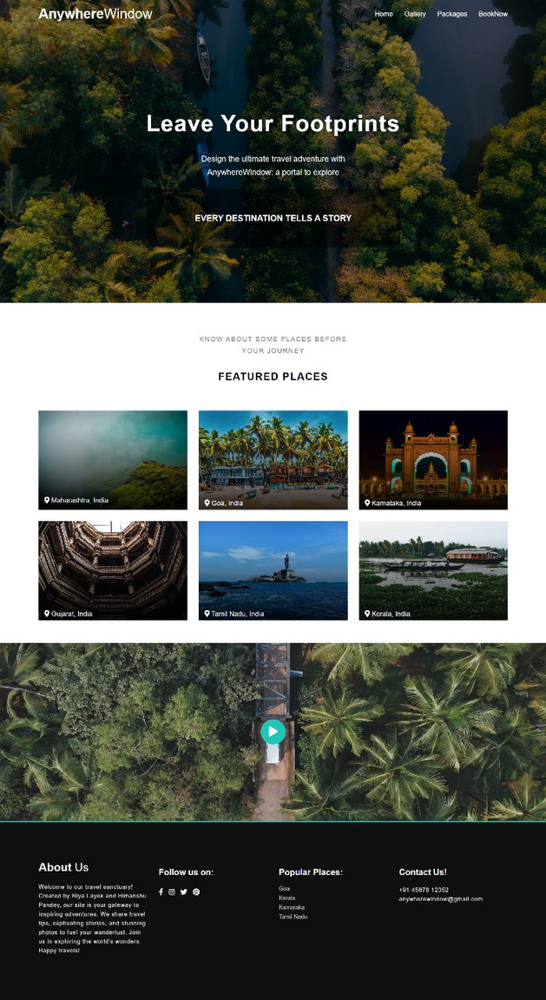 AnywhereWindow
Home Gallery Packages BookNow
Leave Your Footprints
Design the ultimate travel adventure with
AnywhereWindow: a portal to explore
EVERY DESTINATION TELLS A STORY
KNOW ABOUT SOME PLACES BEFORE
YOUR JOURNEY
FEATURED PLACES
Maharashtra, India
Goa, India
Karnataka, India
Gujarat, India
Tamil Nadu, India
Korala, India
About Us
Welcome to our travel sanctuary!
Created by Riya Layek and Himanshu
Pandey, our site is your gateway to
inspiring adventures. We share travel
tips, captivating stories, and stunning
photos to fuel your wanderlust. Join
us in exploring the world's wonders.
Happy travels!
Follow us on:
Popular Places:
Goa
Kerala
Karnataka
Tamil Nadu
Contact Us!
+91 45678 12352
anywherewindow@gmail.com